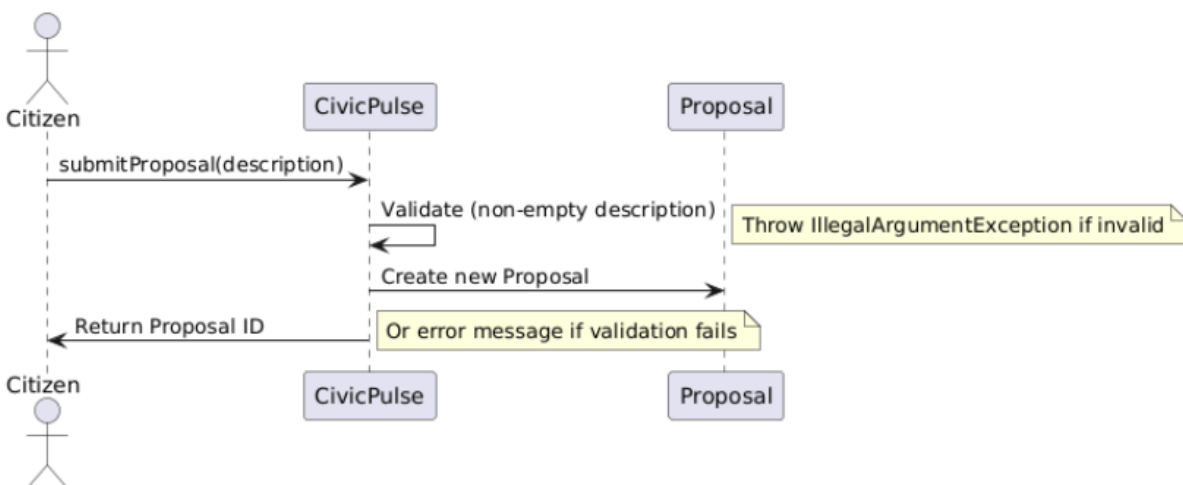 Citizen
CivicPulse
Proposal
submitProposal(description)
Validate (non-empty description)
Throw IllegalArgumentException if invalid
Create new Proposal
Return Proposal ID
Or error message if validation fails
Citizen
CivicPulse
Proposal